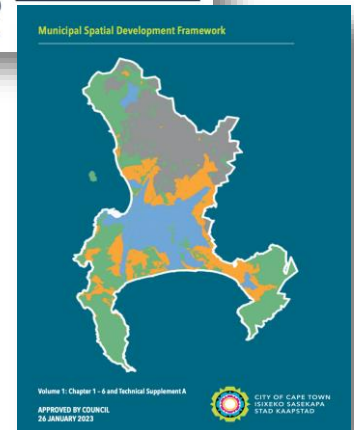 Municipal Spatial Development Framework
Volume 1: Chapter 1 – 6 and Technical Supplement A
APPROVED BY COUNCIL
26 JANUARY 2023
CITY OF CAPE TOWN
ISIXEKO SASEKAPA
STAD KAAPSTAD